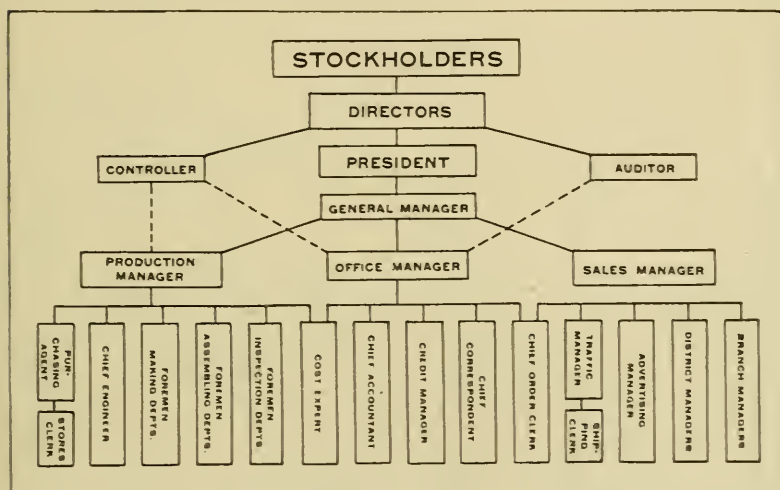 STOCKHOLDERS
DIRECTORS
PRESIDENT
CONTROLLER
AUDITOR
GENERAL MANAGER
PRODUCTION
MANAGER
OFFICE MANAGER
SALES MANAGER
PUR-
CHASING
AGENT
STORES
CLERK
CHIEF ENGINEER
FOREMEN
MAKING DEPTS.
FOREMEN
ASSEMBLING DEPTS.
FOREMEN
INSPECTION DEPTS.
COST EXPERT
CHIEF ACCOUNTANT
CREDIT MANAGER
CHIEF
CORRESPONDENT
CHIEF ORDER CLERK
TRAFFIC
MANAGER
SHIP-
PING
CLERK
ADVERTISING
MANAGER
DISTRICT MANAGERS
BRANCH MANAGERS